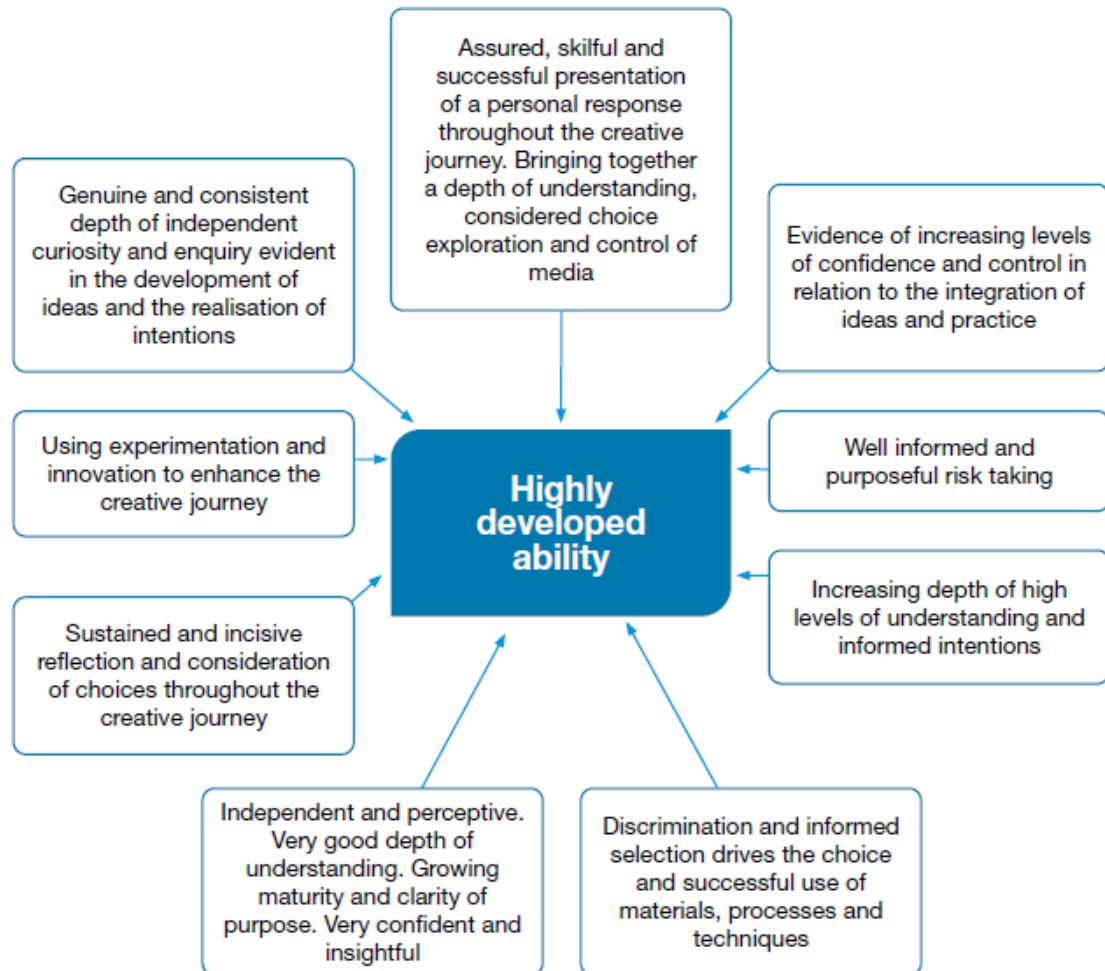 Assured, skilful and
successful presentation
of a personal response
throughout the creative
journey. Bringing together
a depth of understanding,
considered choice
exploration and control of
media
Genuine and consistent
depth of independent
curiosity and enquiry evident
in the development of
ideas and the realisation of
intentions
Evidence of increasing levels
of confidence and control in
relation to the integration of
ideas and practice
Using experimentation and
innovation to enhance the
creative journey
Highly
developed
ability
Well informed and
purposeful risk taking
Sustained and incisive
reflection and consideration
of choices throughout the
creative journey
Increasing depth of high
levels of understanding and
informed intentions
Independent and perceptive.
Very good depth of
understanding. Growing
maturity and clarity of
purpose. Very confident and
insightful
Discrimination and informed
selection drives the choice
and successful use of
materials, processes and
techniques